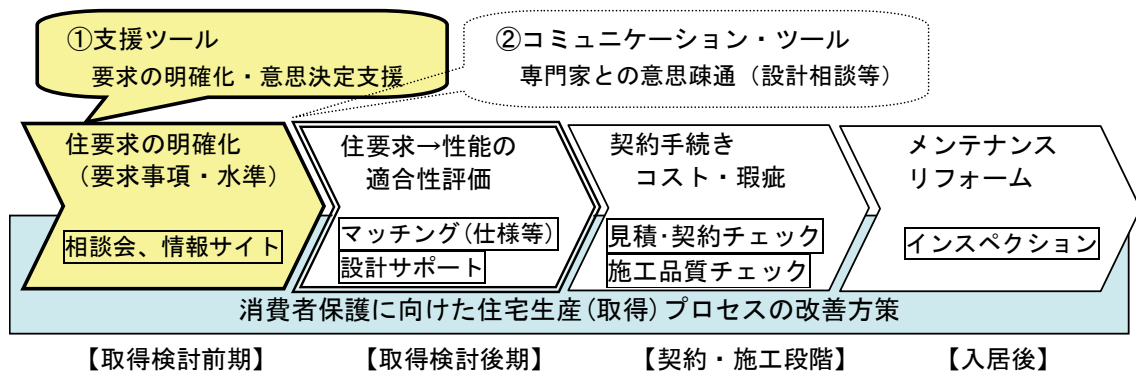 ①支援ツール
要求の明確化・意思決定支援
②コミュニケーション・ツール
専門家との意思疎通（設計相談等）
住要求の明確化
（要求事項・水準）
相談会、情報サイト
住要求→性能の
適合性評価
マッチング(仕様等)
設計サポート
契約手続き
コスト・瑕疵
見積･契約チェック
施工品質チェック
メンテナンス
リフォーム
インスペクション
消費者保護に向けた住宅生産(取得)プロセスの改善方策
【取得検討前期】
【取得検討後期】
【契約・施工段階】
【入居後】